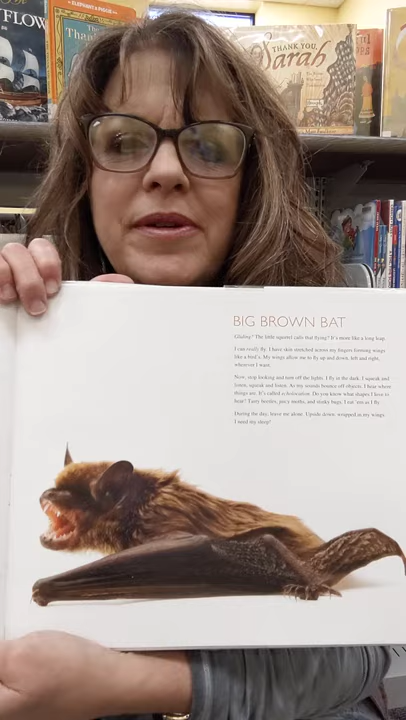 ELEPHANT & PIGGIE
FLOW
Tha
THANK YOU,
Sarah
BIG BROWN BAT
Gliding? The little squirrel calls that flying? It's more like a long leap.
I can really fly. I have skin stretched across my fingers forming wings
like a bird's. My wings allow me to fly up and down, left and right,
wherever I want.
Now, stop looking and turn off the lights. I fly in the dark. I squeak and
listen, squeak and listen. As my sounds bounce off objects, I hear where
things are. It's called echolocation. Do you know what shapes I love to
hear? Tasty beetles, juicy moths, and stinky bugs. I eat 'em as I fly.
During the day, leave me alone. Upside down, wrapped in my wings,
I need my sleep!